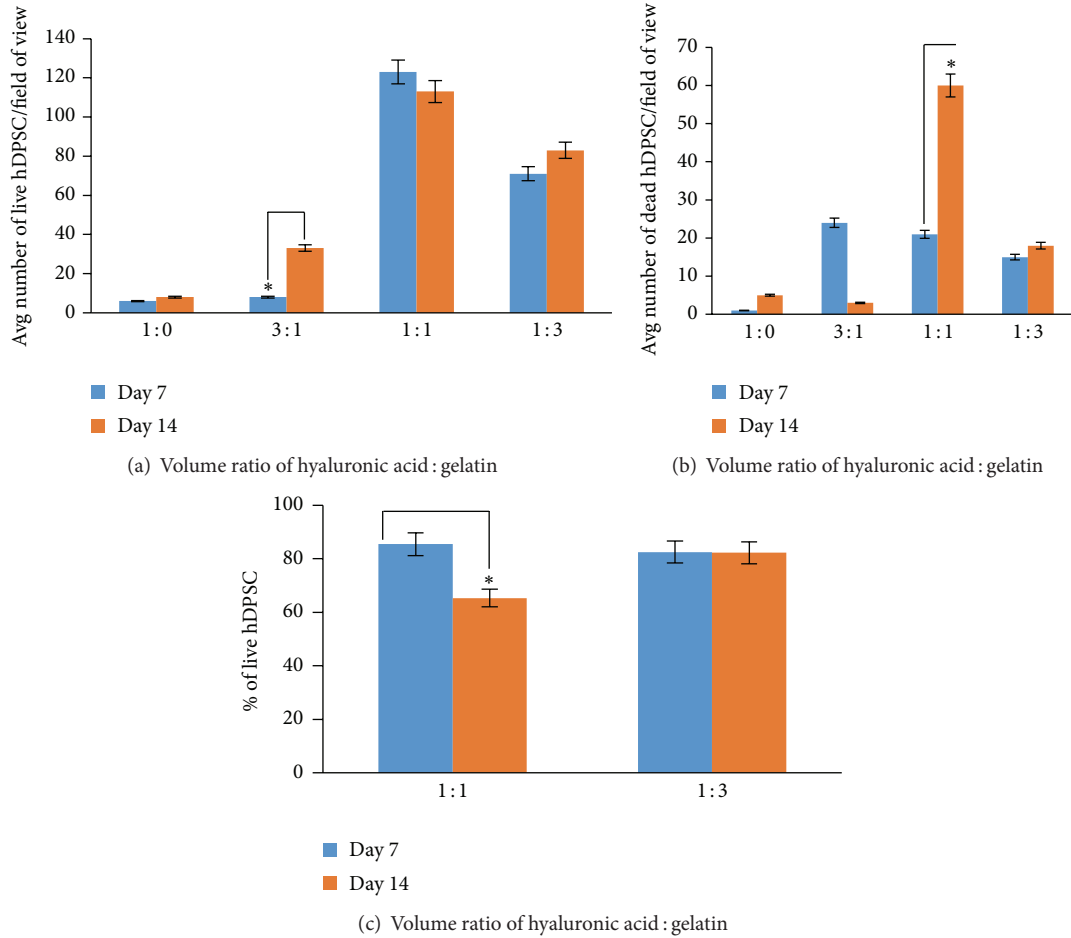 Avg number of live hDPSC/field of view
140
120
100
80
60
40
20
0
*
1 : 0
3 : 1
1 : 1
1 : 3
Day 7
Day 14
(a) Volume ratio of hyaluronic acid : gelatin
Avg number of dead hDPSC/field of view
70
60
50
40
30
20
10
0
*
1 : 0
3 : 1
1 : 1
1 : 3
Day 7
Day 14
(b) Volume ratio of hyaluronic acid : gelatin
% of live hDPSC
100
80
60
40
20
0
*
1 : 1
1 : 3
Day 7
Day 14
(c) Volume ratio of hyaluronic acid : gelatin